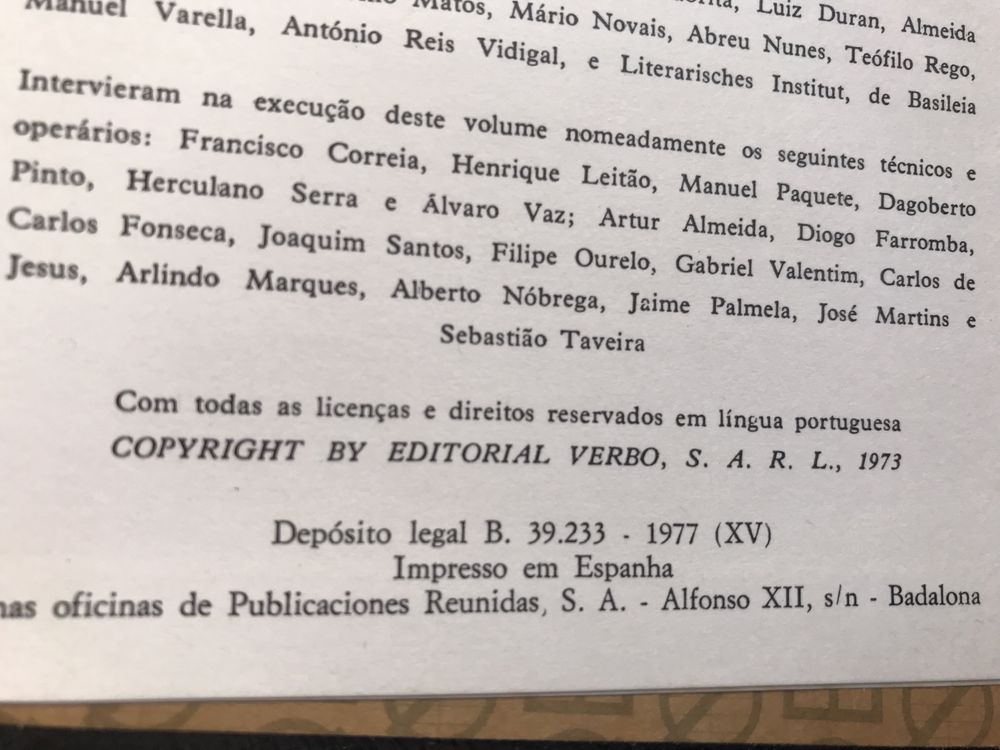 Luiz Duran, Almeida
Matos, Mário Novais, Abreu Nunes, Teófilo Rego,
Manuel Varella, António Reis Vidigal, e Literarisches Institut, de Basileia
Intervieram na execução deste volume nomeadamente os seguintes técnicos e
operários: Francisco Correia, Henrique Leitão, Manuel Paquete, Dagoberto
Pinto, Herculano Serra e Álvaro Vaz; Artur Almeida, Diogo Farromba,
Carlos Fonseca, Joaquim Santos, Filipe Ourelo, Gabriel Valentim, Carlos de
Jesus, Arlindo Marques, Alberto Nóbrega, Jaime Palmela, José Martins e
Sebastião Taveira
Com todas as licenças e direitos reservados em língua portuguesa
COPYRIGHT BY EDITORIAL VERBO, S. A. R. L., 1973
Depósito legal B. 39.233 - 1977 (XV)
Impresso em Espanha
nas oficinas de Publicaciones Reunidas, S. A. - Alfonso XII, s/n - Badalona